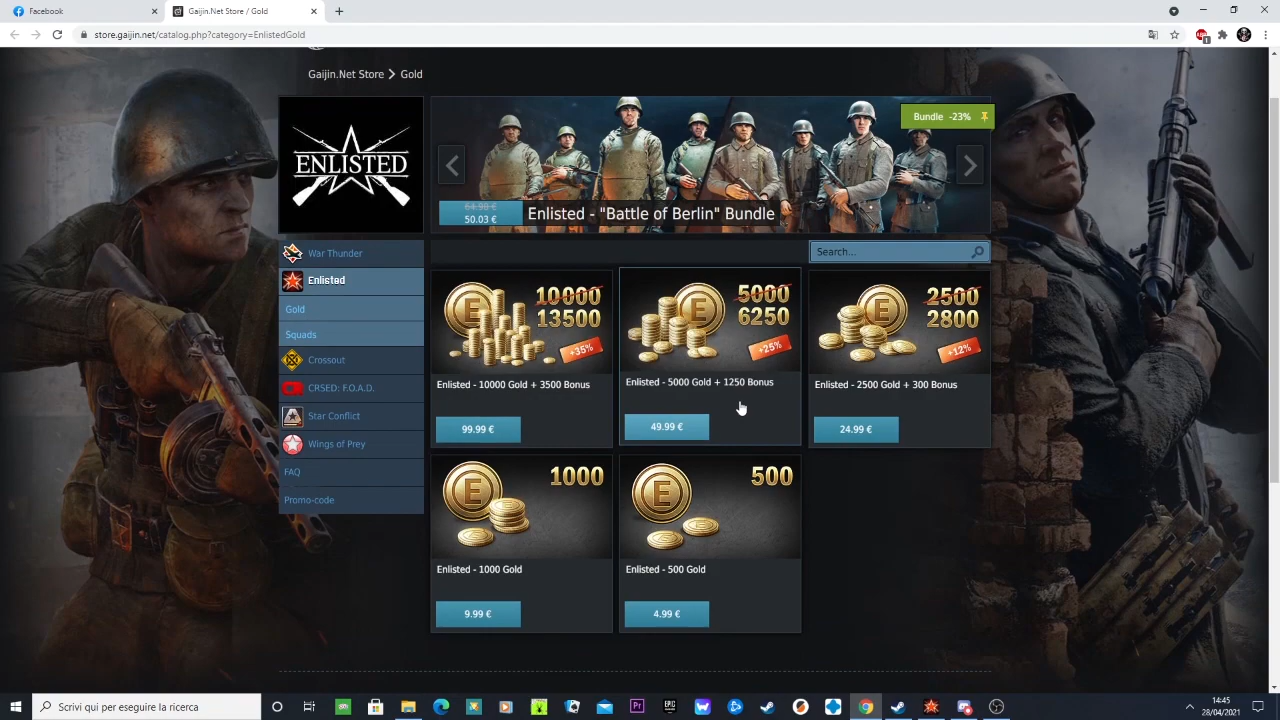 Facebook
Gaijin.Net Store / Gold
store.gaijin.net/catalog.php?category=EnlistedGold
Gaijin.Net Store > Gold
ENLISTED
Bundle -23%
64.98 €
50.03 €
Enlisted - "Battle of Berlin" Bundle
Search...
War Thunder
Enlisted
Gold
Squads
Crossout
CRSED: F.O.A.D.
Star Conflict
Wings of Prey
FAQ
Promo-code
10000
13500
+35%
Enlisted - 10000 Gold + 3500 Bonus
99.99 €
5000
6250
+25%
Enlisted - 5000 Gold + 1250 Bonus
49.99 €
2500
2800
+12%
Enlisted - 2500 Gold + 300 Bonus
24.99 €
1000
Enlisted - 1000 Gold
9.99 €
500
Enlisted - 500 Gold
4.99 €
Scrivi qui per eseguire la ricerca
14:45
28/04/2021